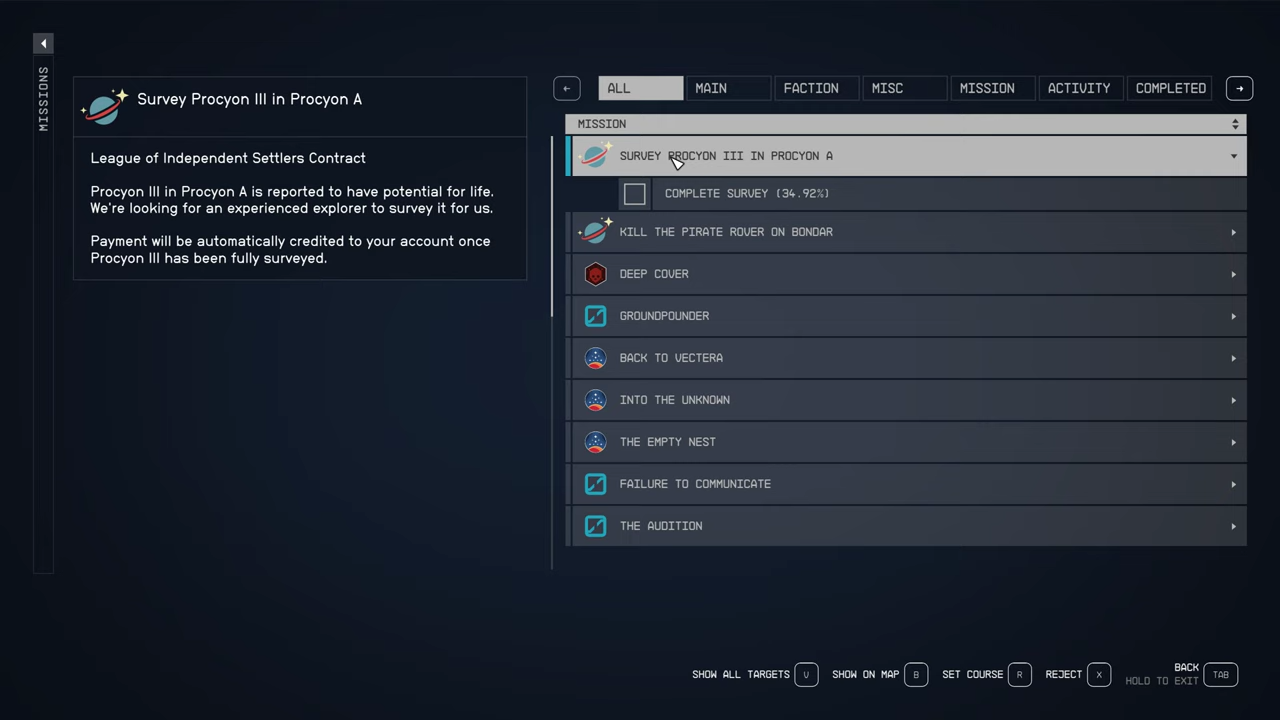 MISSIONS
Survey Procyon III in Procyon A
League of Independent Settlers Contract
Procyon III in Procyon A is reported to have potential for life.
We're looking for an experienced explorer to survey it for us.
Payment will be automatically credited to your account once
Procyon III has been fully surveyed.
ALL MAIN FACTION MISC MISSION ACTIVITY COMPLETED
MISSION
SURVEY PROCYON III IN PROCYON A
COMPLETE SURVEY (34.92%)
KILL THE PIRATE ROVER ON BONDAR
DEEP COVER
GROUNDPOUNDER
BACK TO VECTERA
INTO THE UNKNOWN
THE EMPTY NEST
FAILURE TO COMMUNICATE
THE AUDITION
SHOW ALL TARGETS V SHOW ON MAP B SET COURSE R REJECT X BACK TAB
HOLD TO EXIT